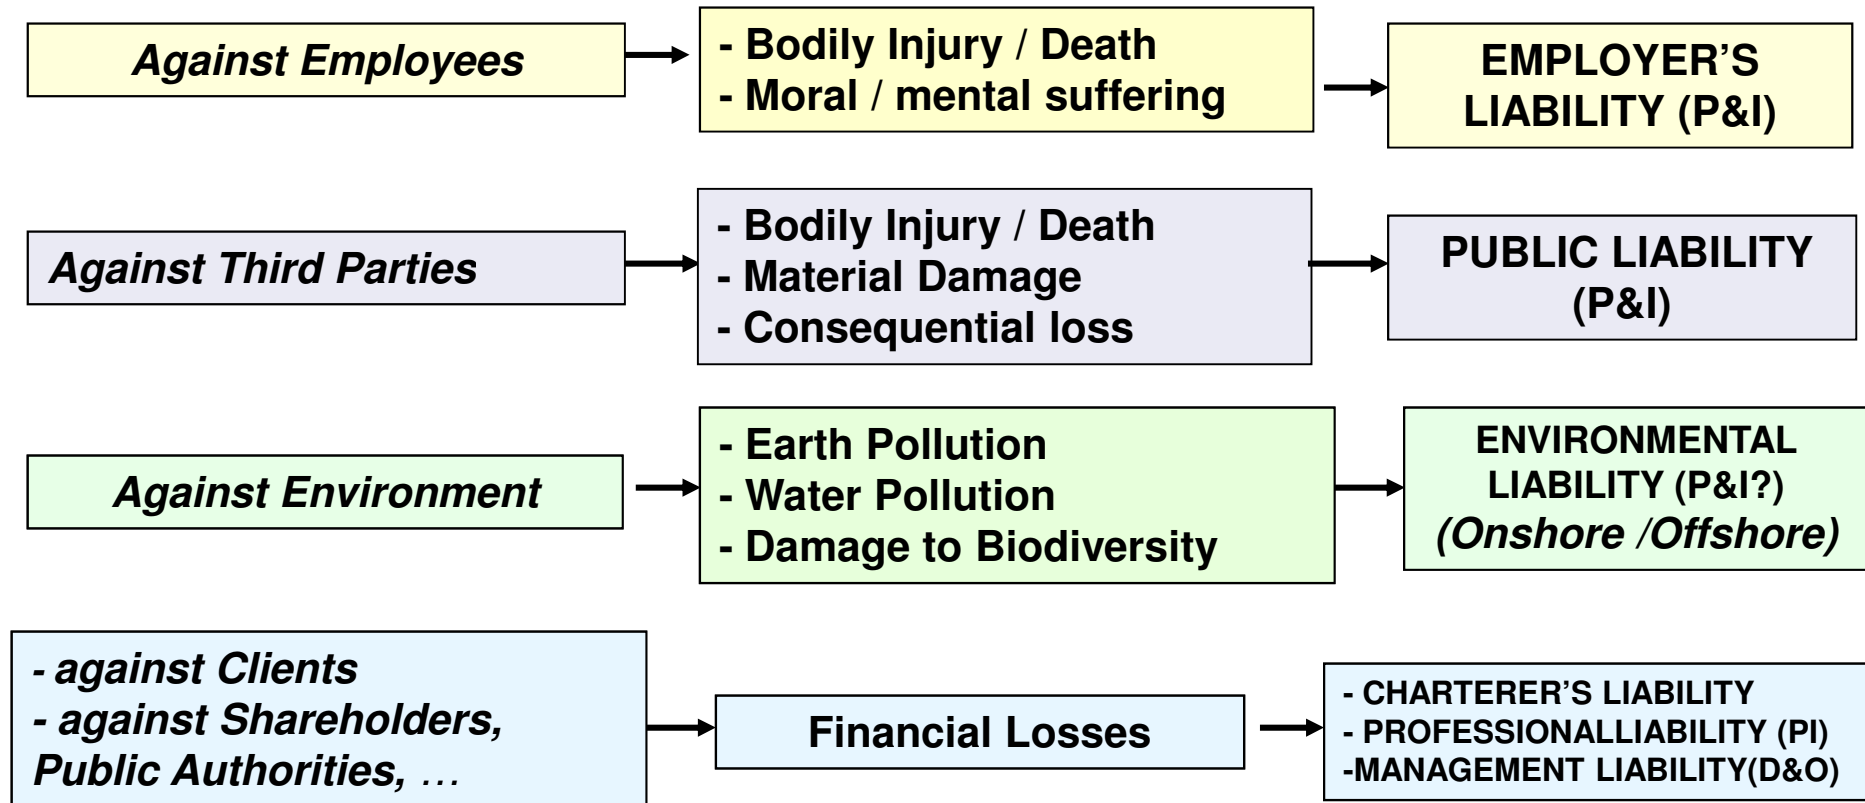 Against Employees
- Bodily Injury / Death
- Moral / mental suffering
EMPLOYER'S
LIABILITY (P&I)
Against Third Parties
- Bodily Injury / Death
- Material Damage
- Consequential loss
PUBLIC LIABILITY
(P&I)
Against Environment
- Earth Pollution
- Water Pollution
- Damage to Biodiversity
ENVIRONMENTAL
LIABILITY (P&I?)
(Onshore /Offshore)
- against Clients
- against Shareholders,
Public Authorities, …
Financial Losses
- CHARTERER'S LIABILITY
- PROFESSIONALLIABILITY (PI)
-MANAGEMENT LIABILITY(D&O)